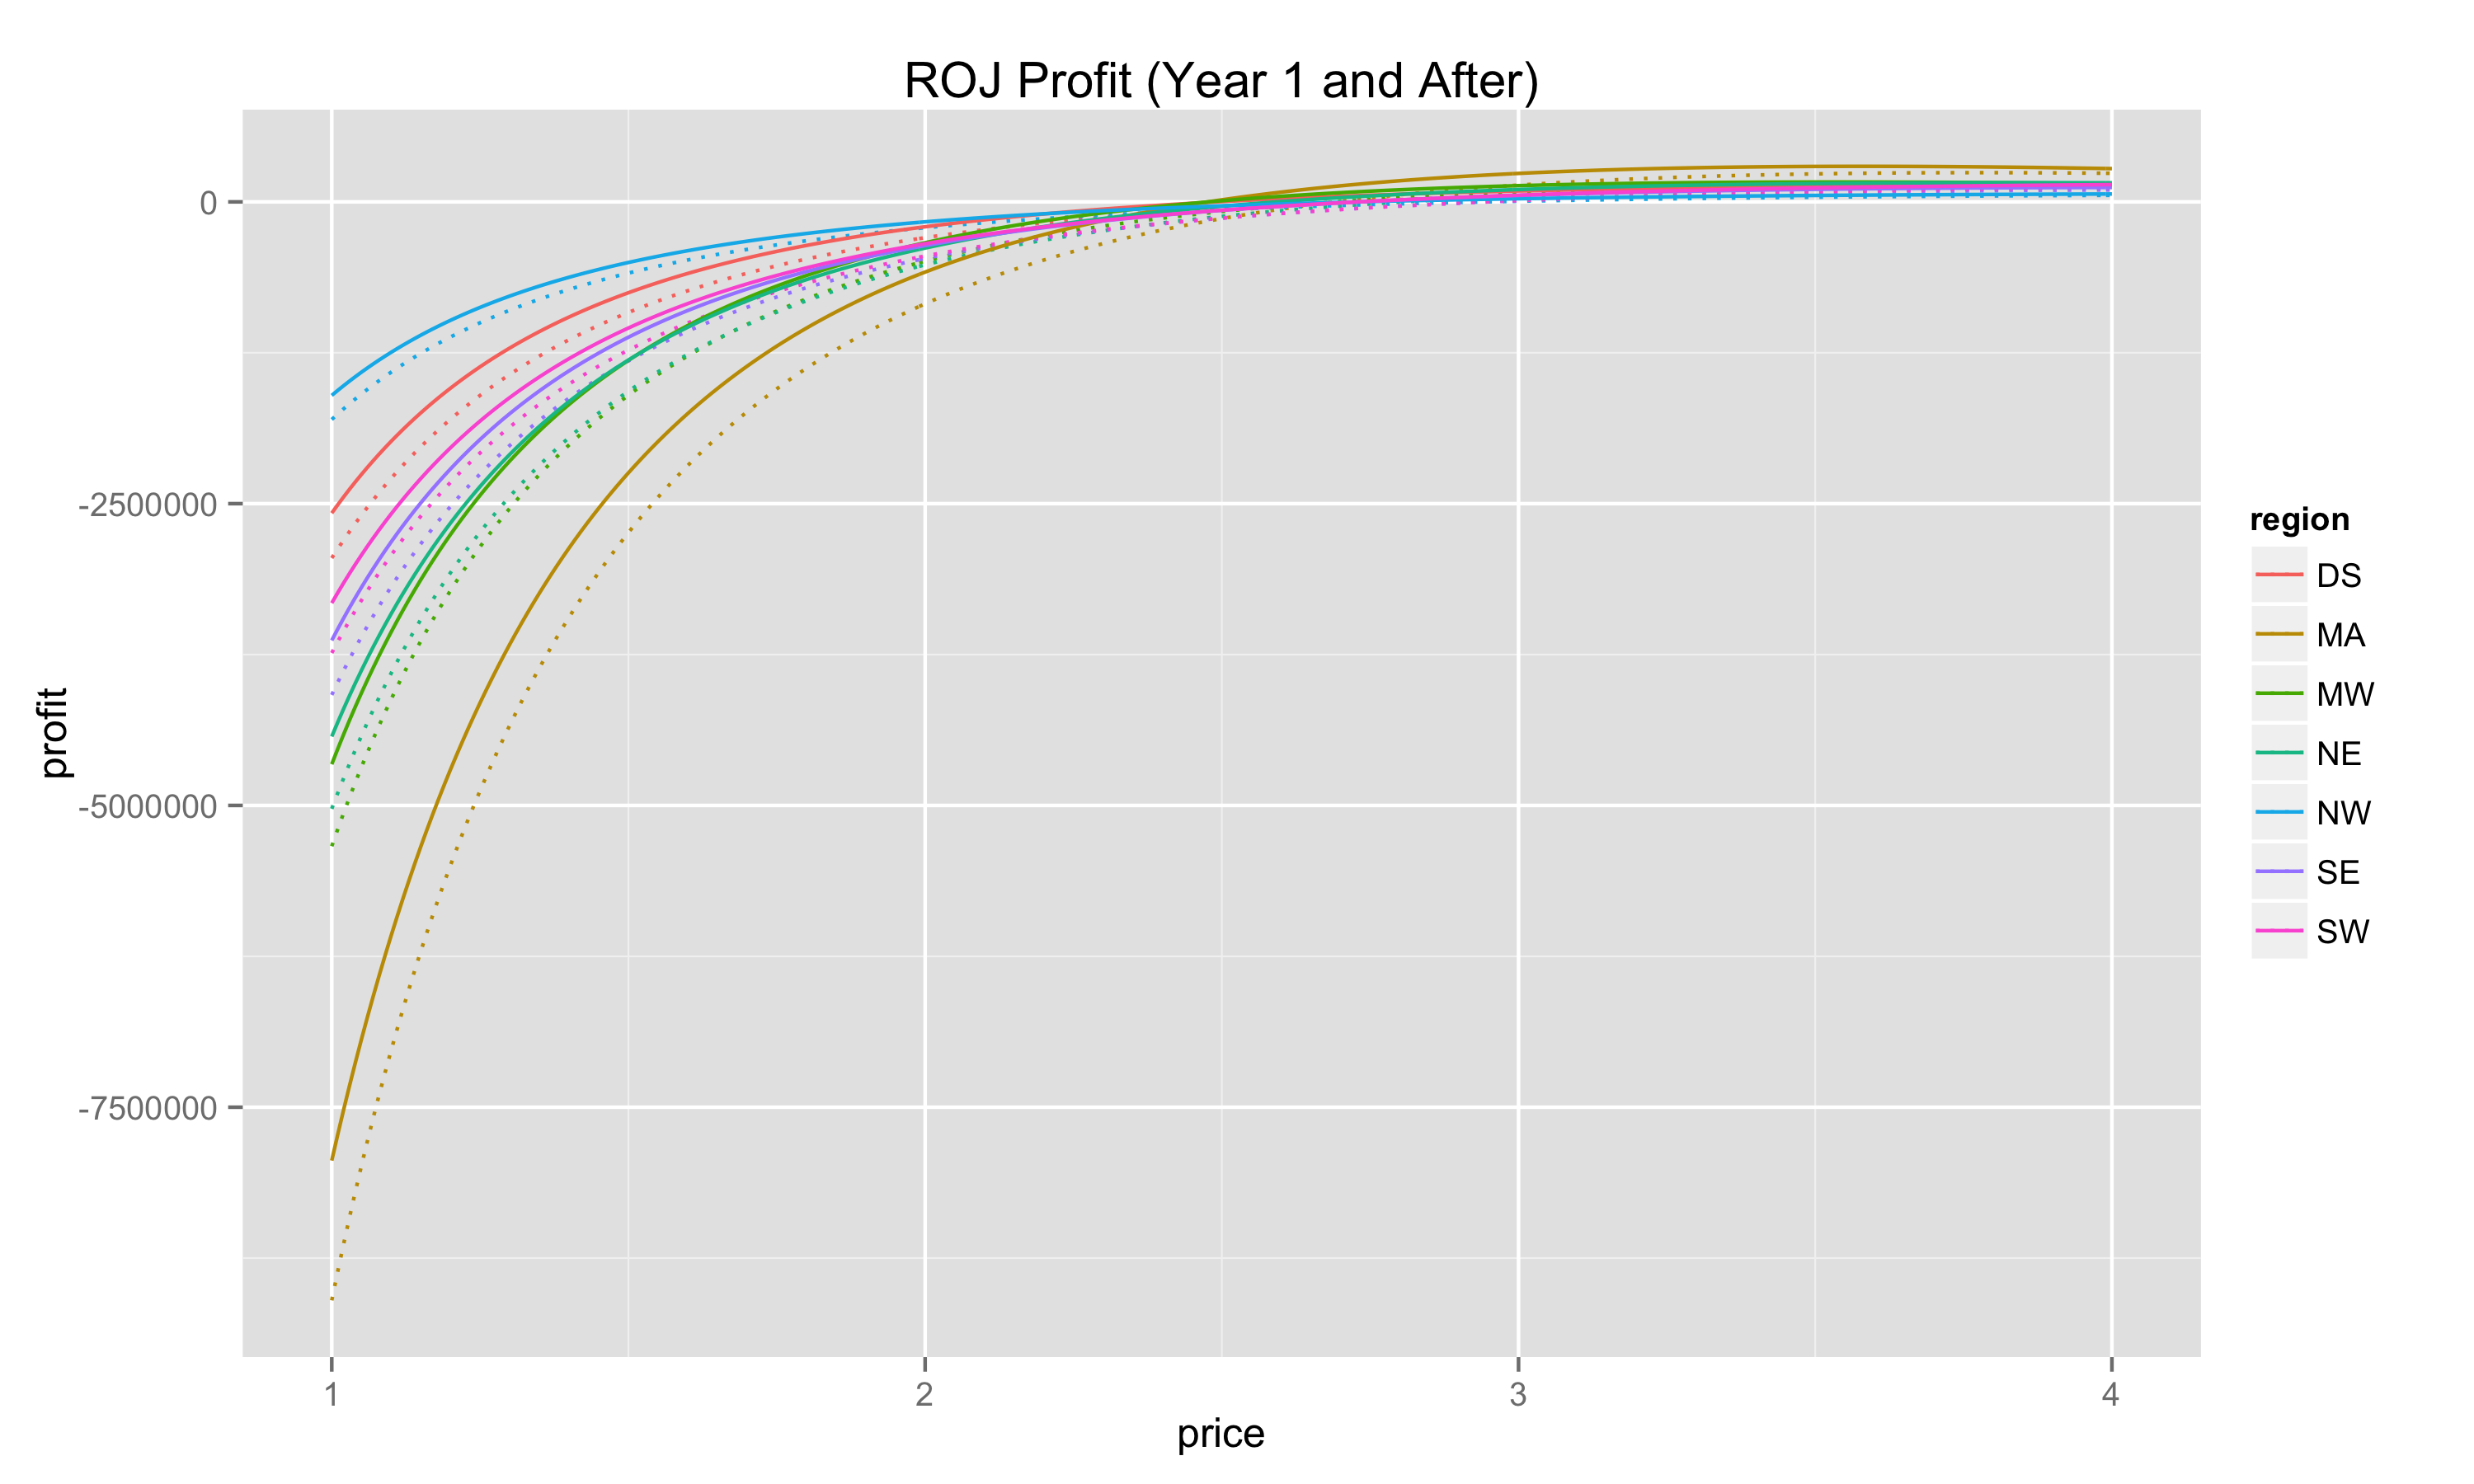 ROJ Profit (Year 1 and After)
0
-2500000
-5000000
-7500000
profit
1 2 3 4
price
region
DS
MA
MW
NE
NW
SE
SW